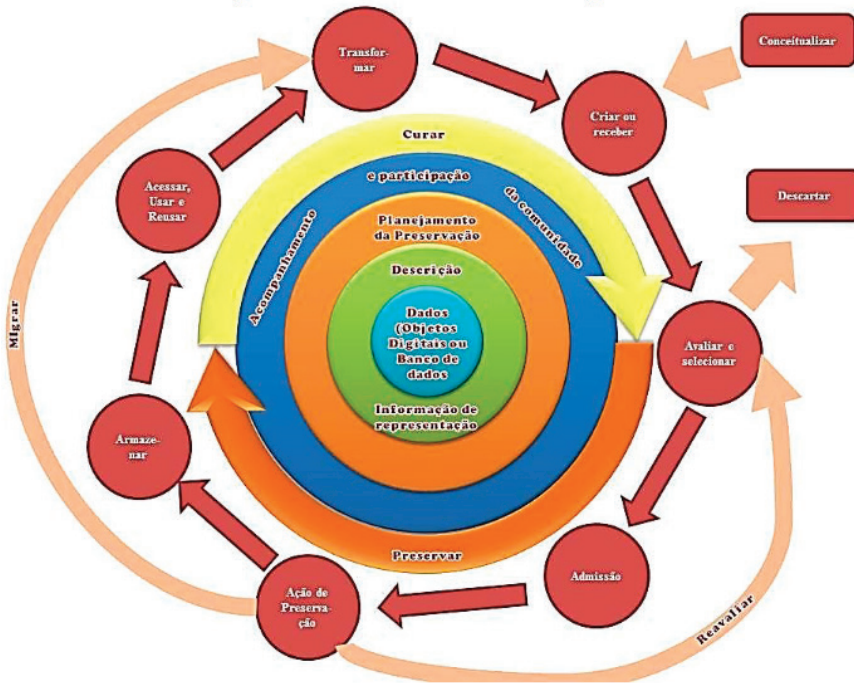 Transfor-
mar
Conceitualizar
Criar ou
receber
Curar
Acessar,
Usar e
Reusar
e participação
Descartar
Acompanhamento
da comunidade
Planejamento
da Preservação
Descrição
Dados
(Objetos
Digitais ou
Banco de
dados
Migrar
Avaliar e
selecionar
Informação de
representação
Armaze-
nar
Preservar
Admissão
Ação de
Preserva-
ção
Reavaliar